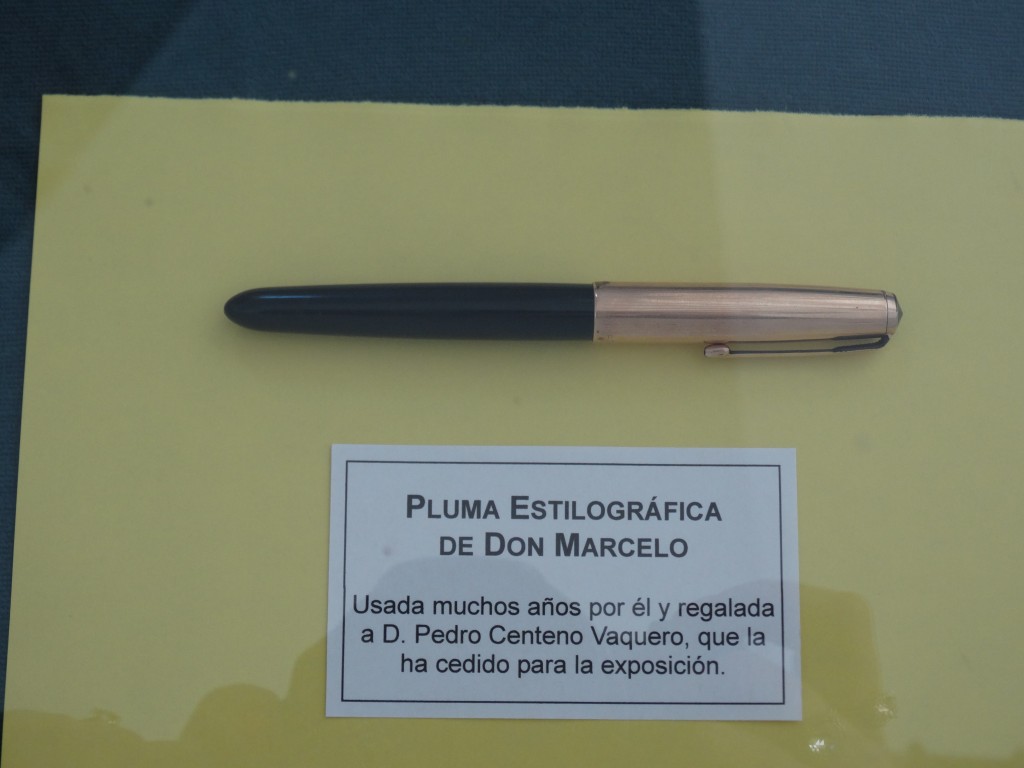 PLUMA ESTILOGRÁFICA
DE DON MARCELO
Usada muchos años por él y regalada
a D. Pedro Centeno Vaquero, que la
ha cedido para la exposición.